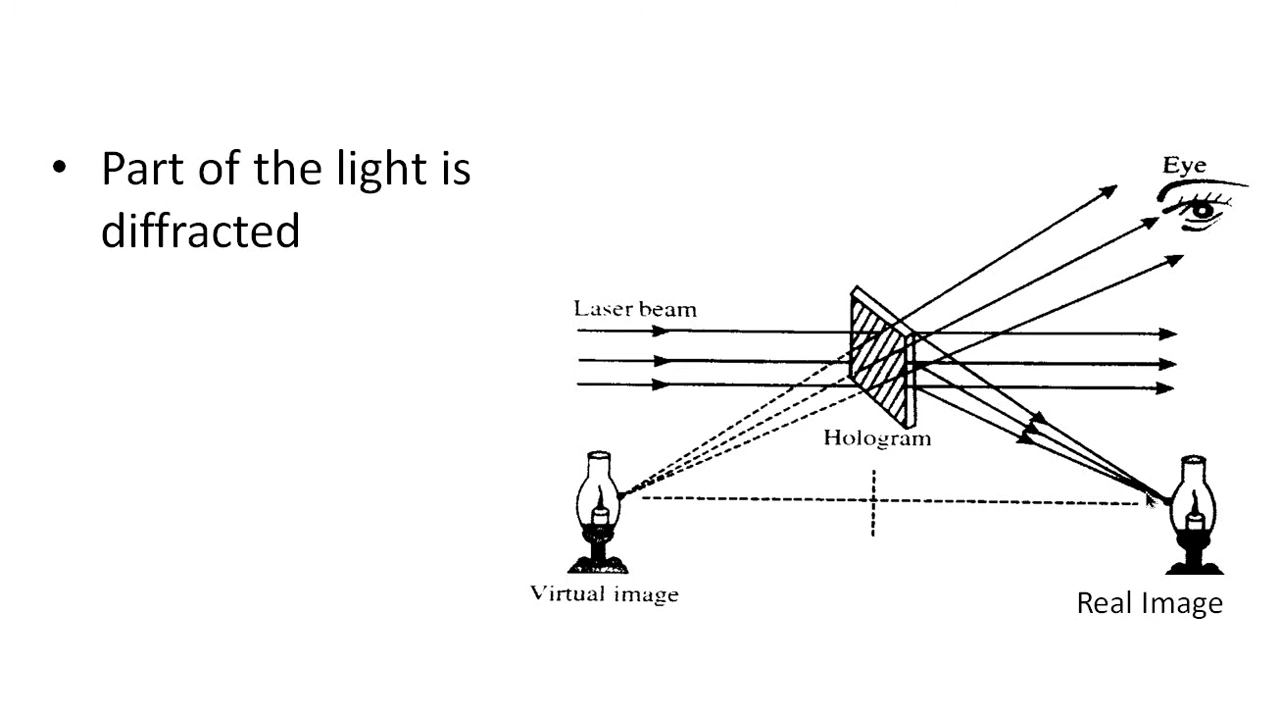 • Part of the light is
diffracted
Eye
Laser beam
Hologram
Virtual image
Real Image